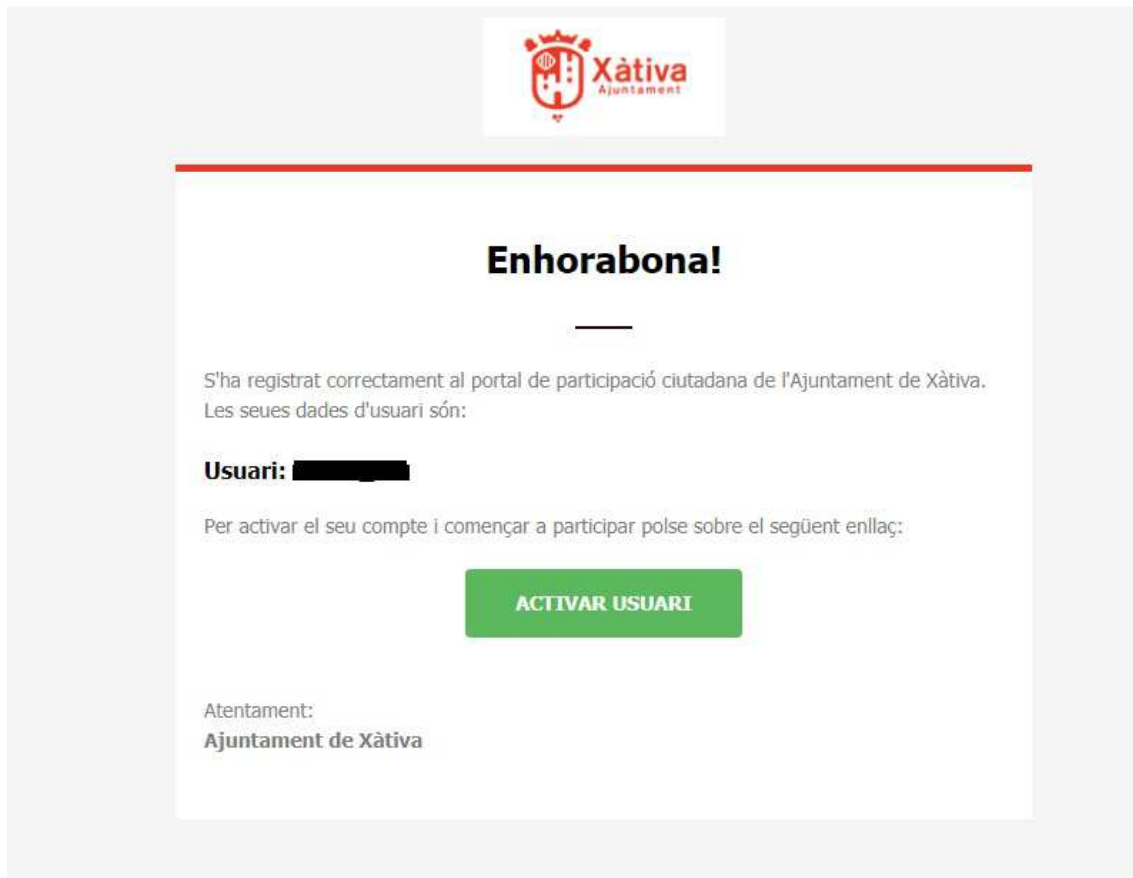 Xàtiva
Ajuntament
Enhorabona!
S'ha registrat correctament al portal de participació ciutadana de l'Ajuntament de Xàtiva.
Les seues dades d'usuari són:
Usuari:
Per activar el seu compte i començar a participar polse sobre el següent enllaç:
ACTIVAR USUARI
Atentament:
Ajuntament de Xàtiva